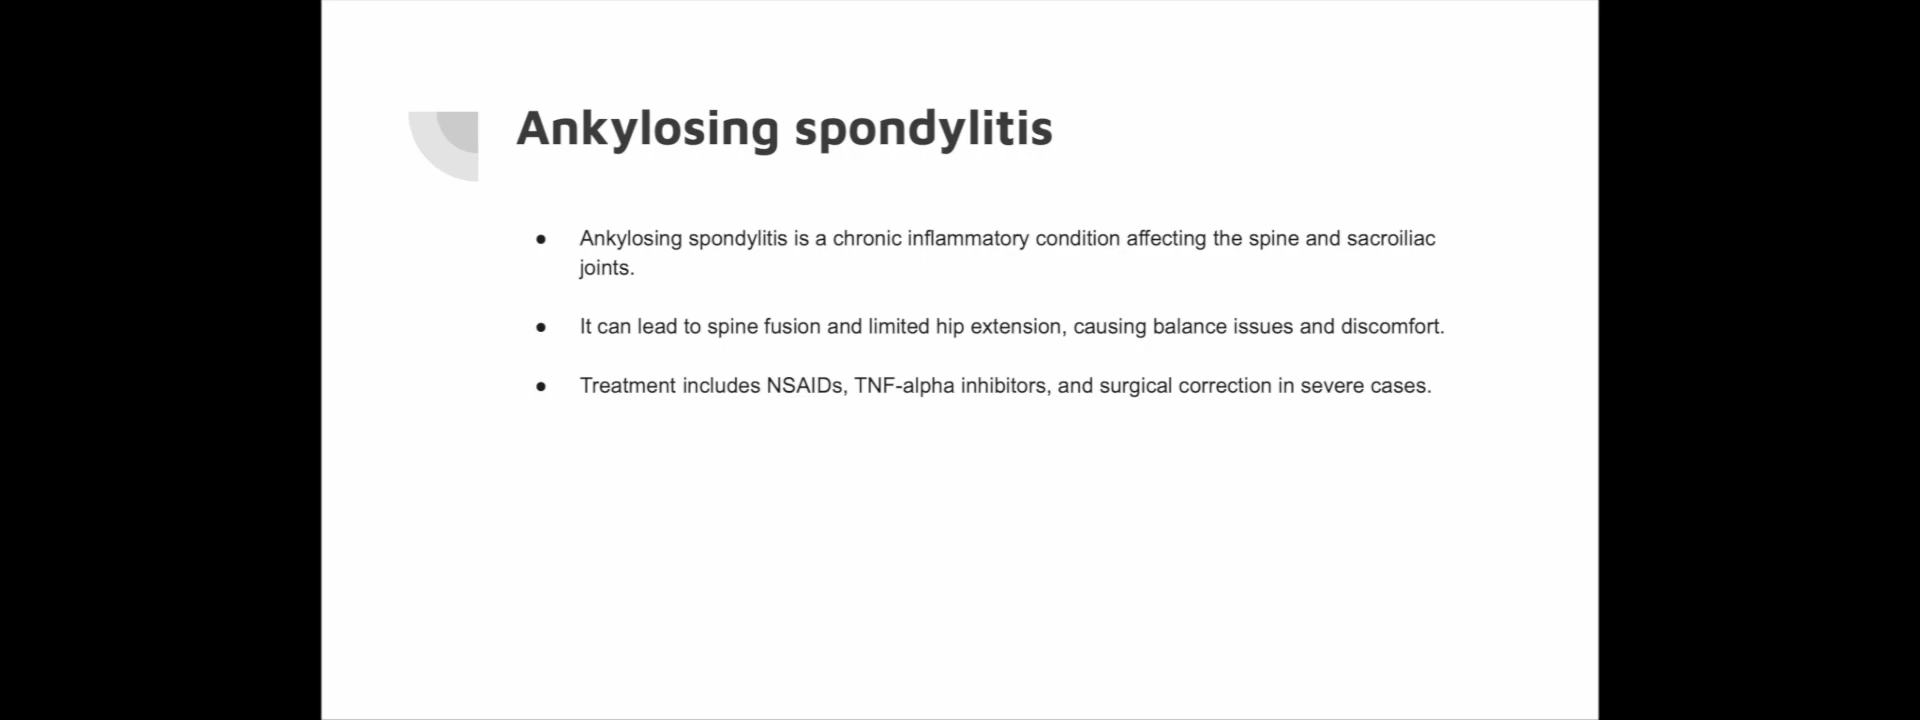 Ankylosing spondylitis
● Ankylosing spondylitis is a chronic inflammatory condition affecting the spine and sacroiliac
joints.
● It can lead to spine fusion and limited hip extension, causing balance issues and discomfort.
● Treatment includes NSAIDs, TNF-alpha inhibitors, and surgical correction in severe cases.